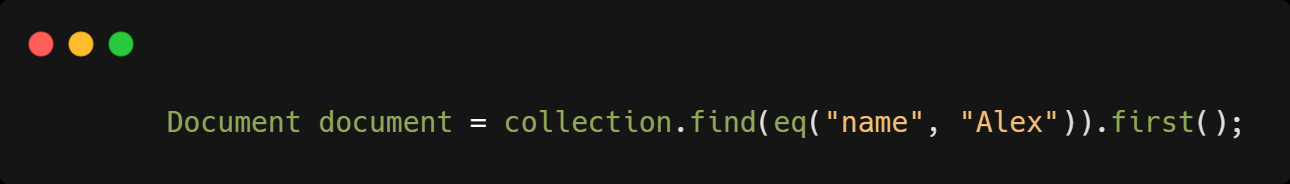 Document document = collection.find(eq("name", "Alex")).first();